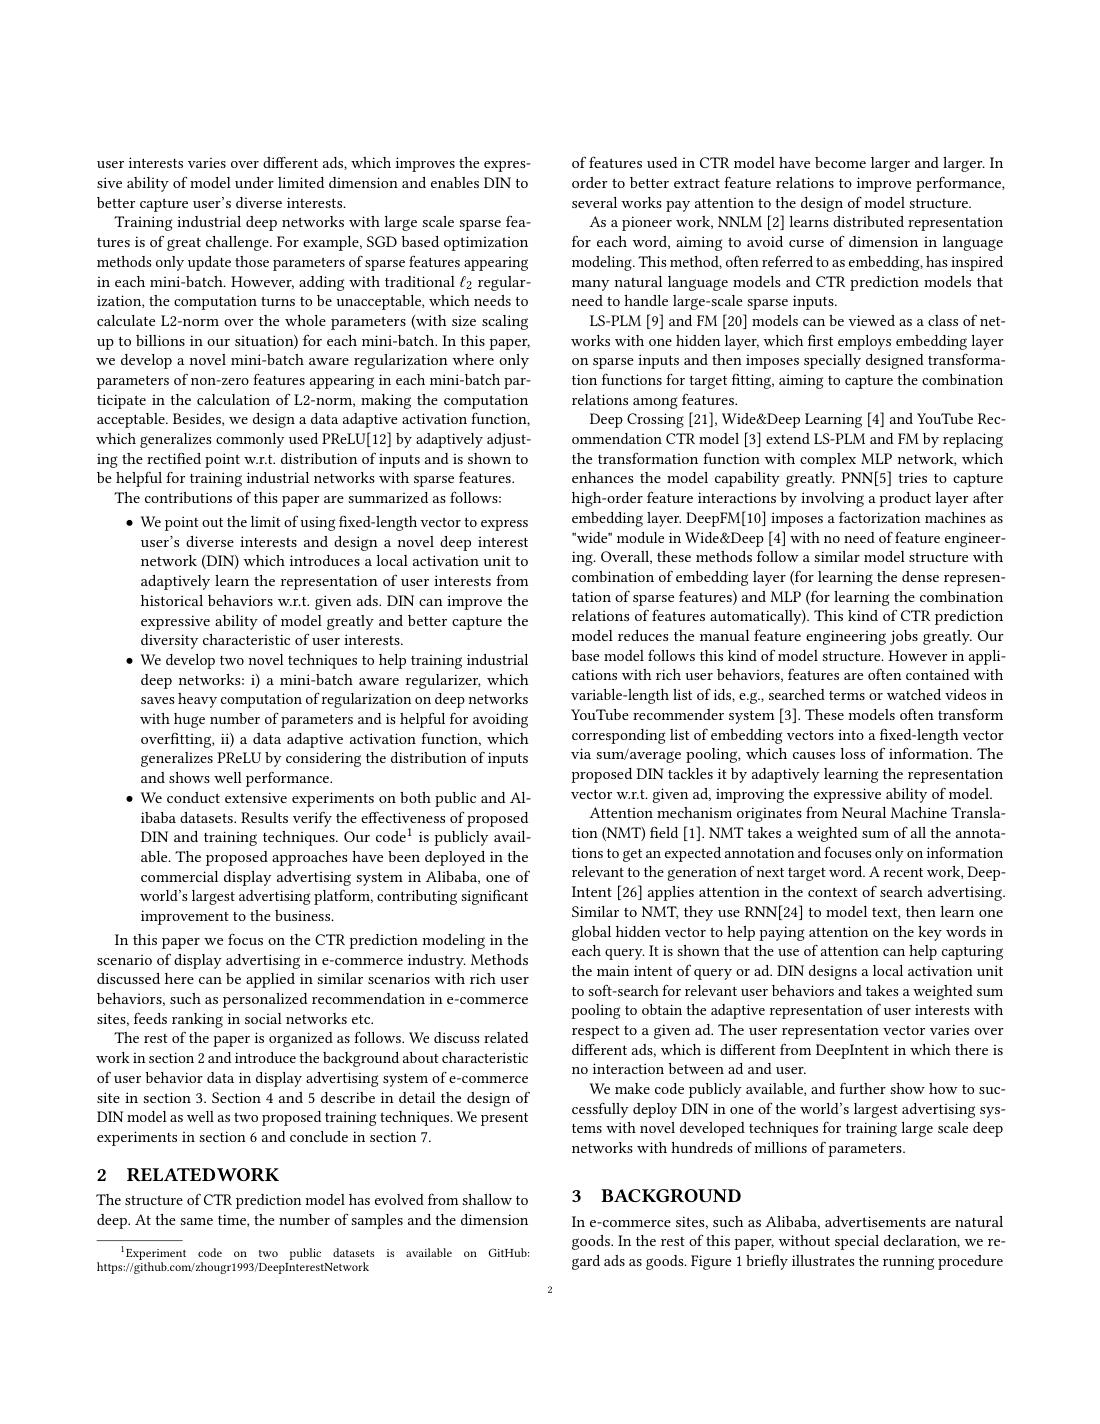 user interests varies over different ads, which improves the expres-
sive ability of model under limited dimension and enables DIN to
better capture user's diverse interests.
Training industrial deep networks with large scale sparse fea-
tures is of great challenge. For example, SGD based optimization
methods only update those parameters of sparse features appearing
in each mini-batch. However, adding with traditional ℓ2 regular-
ization, the computation turns to be unacceptable, which needs to
calculate L2-norm over the whole parameters (with size scaling
up to billions in our situation) for each mini-batch. In this paper,
we develop a novel mini-batch aware regularization where only
parameters of non-zero features appearing in each mini-batch par-
ticipate in the calculation of L2-norm, making the computation
acceptable. Besides, we design a data adaptive activation function,
which generalizes commonly used PReLU[12] by adaptively adjust-
ing the rectified point w.r.t. distribution of inputs and is shown to
be helpful for training industrial networks with sparse features.
The contributions of this paper are summarized as follows:
• We point out the limit of using fixed-length vector to express
user's diverse interests and design a novel deep interest
network (DIN) which introduces a local activation unit to
adaptively learn the representation of user interests from
historical behaviors w.r.t. given ads. DIN can improve the
expressive ability of model greatly and better capture the
diversity characteristic of user interests.
• We develop two novel techniques to help training industrial
deep networks: i) a mini-batch aware regularizer, which
saves heavy computation of regularization on deep networks
with huge number of parameters and is helpful for avoiding
overfitting, ii) a data adaptive activation function, which
generalizes PReLU by considering the distribution of inputs
and shows well performance.
• We conduct extensive experiments on both public and Al-
ibaba datasets. Results verify the effectiveness of proposed
DIN and training techniques. Our code1 is publicly avail-
able. The proposed approaches have been deployed in the
commercial display advertising system in Alibaba, one of
world's largest advertising platform, contributing significant
improvement to the business.
In this paper we focus on the CTR prediction modeling in the
scenario of display advertising in e-commerce industry. Methods
discussed here can be applied in similar scenarios with rich user
behaviors, such as personalized recommendation in e-commerce
sites, feeds ranking in social networks etc.
The rest of the paper is organized as follows. We discuss related
work in section 2 and introduce the background about characteristic
of user behavior data in display advertising system of e-commerce
site in section 3. Section 4 and 5 describe in detail the design of
DIN model as well as two proposed training techniques. We present
experiments in section 6 and conclude in section 7.
2 RELATEDWORK
The structure of CTR prediction model has evolved from shallow to
deep. At the same time, the number of samples and the dimension
1Experiment code on two public datasets is available on GitHub:
https://github.com/zhougr1993/DeepInterestNetwork
of features used in CTR model have become larger and larger. In
order to better extract feature relations to improve performance,
several works pay attention to the design of model structure.
As a pioneer work, NNLM [2] learns distributed representation
for each word, aiming to avoid curse of dimension in language
modeling. This method, often referred to as embedding, has inspired
many natural language models and CTR prediction models that
need to handle large-scale sparse inputs.
LS-PLM [9] and FM [20] models can be viewed as a class of net-
works with one hidden layer, which first employs embedding layer
on sparse inputs and then imposes specially designed transforma-
tion functions for target fitting, aiming to capture the combination
relations among features.
Deep Crossing [21], Wide&Deep Learning [4] and YouTube Rec-
ommendation CTR model [3] extend LS-PLM and FM by replacing
the transformation function with complex MLP network, which
enhances the model capability greatly. PNN[5] tries to capture
high-order feature interactions by involving a product layer after
embedding layer. DeepFM[10] imposes a factorization machines as
"wide" module in Wide&Deep [4] with no need of feature engineer-
ing. Overall, these methods follow a similar model structure with
combination of embedding layer (for learning the dense represen-
tation of sparse features) and MLP (for learning the combination
relations of features automatically). This kind of CTR prediction
model reduces the manual feature engineering jobs greatly. Our
base model follows this kind of model structure. However in appli-
cations with rich user behaviors, features are often contained with
variable-length list of ids, e.g., searched terms or watched videos in
YouTube recommender system [3]. These models often transform
corresponding list of embedding vectors into a fixed-length vector
via sum/average pooling, which causes loss of information. The
proposed DIN tackles it by adaptively learning the representation
vector w.r.t. given ad, improving the expressive ability of model.
Attention mechanism originates from Neural Machine Transla-
tion (NMT) field [1]. NMT takes a weighted sum of all the annota-
tions to get an expected annotation and focuses only on information
relevant to the generation of next target word. A recent work, Deep-
Intent [26] applies attention in the context of search advertising.
Similar to NMT, they use RNN[24] to model text, then learn one
global hidden vector to help paying attention on the key words in
each query. It is shown that the use of attention can help capturing
the main intent of query or ad. DIN designs a local activation unit
to soft-search for relevant user behaviors and takes a weighted sum
pooling to obtain the adaptive representation of user interests with
respect to a given ad. The user representation vector varies over
different ads, which is different from DeepIntent in which there is
no interaction between ad and user.
We make code publicly available, and further show how to suc-
cessfully deploy DIN in one of the world's largest advertising sys-
tems with novel developed techniques for training large scale deep
networks with hundreds of millions of parameters.
3 BACKGROUND
In e-commerce sites, such as Alibaba, advertisements are natural
goods. In the rest of this paper, without special declaration, we re-
gard ads as goods. Figure 1 briefly illustrates the running procedure
2